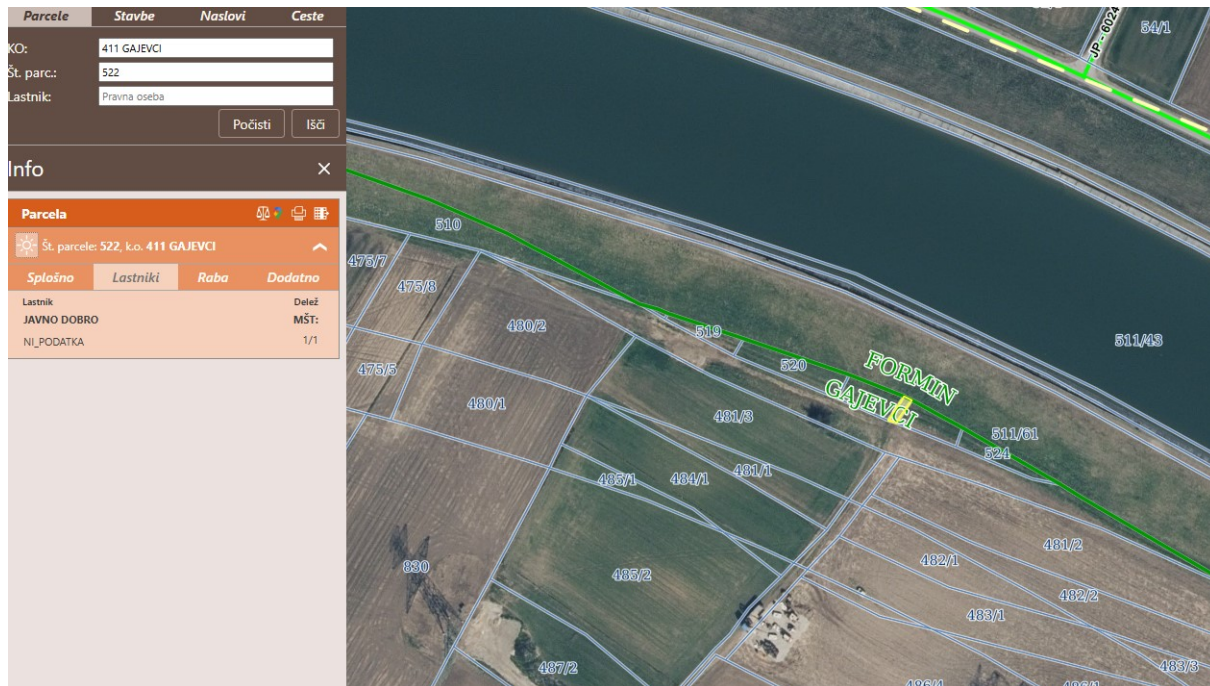 Parcele Stavbe Naslovi Ceste
KO: 411 GAJEVCI
Št. parc.: 522
Lastnik: Pravna oseba
Počisti Išči
Info ×
Parcela
Št. parcele: 522, k.o. 411 GAJEVCI
Splošno Lastniki Raba Dodatno
Lastnik Delež
JAVNO DOBRO MŠT:
NI_PODATKA 1/1
54/1
JP - 6024
510
475/7
475/8
480/2
519
511/43
520
475/5
FORMIN
GAJEVCI
480/1
481/3
511/61
524
485/1
484/1
481/1
481/2
482/1
830
485/2
482/2
483/1
487/2
483/3
486/4
486/1